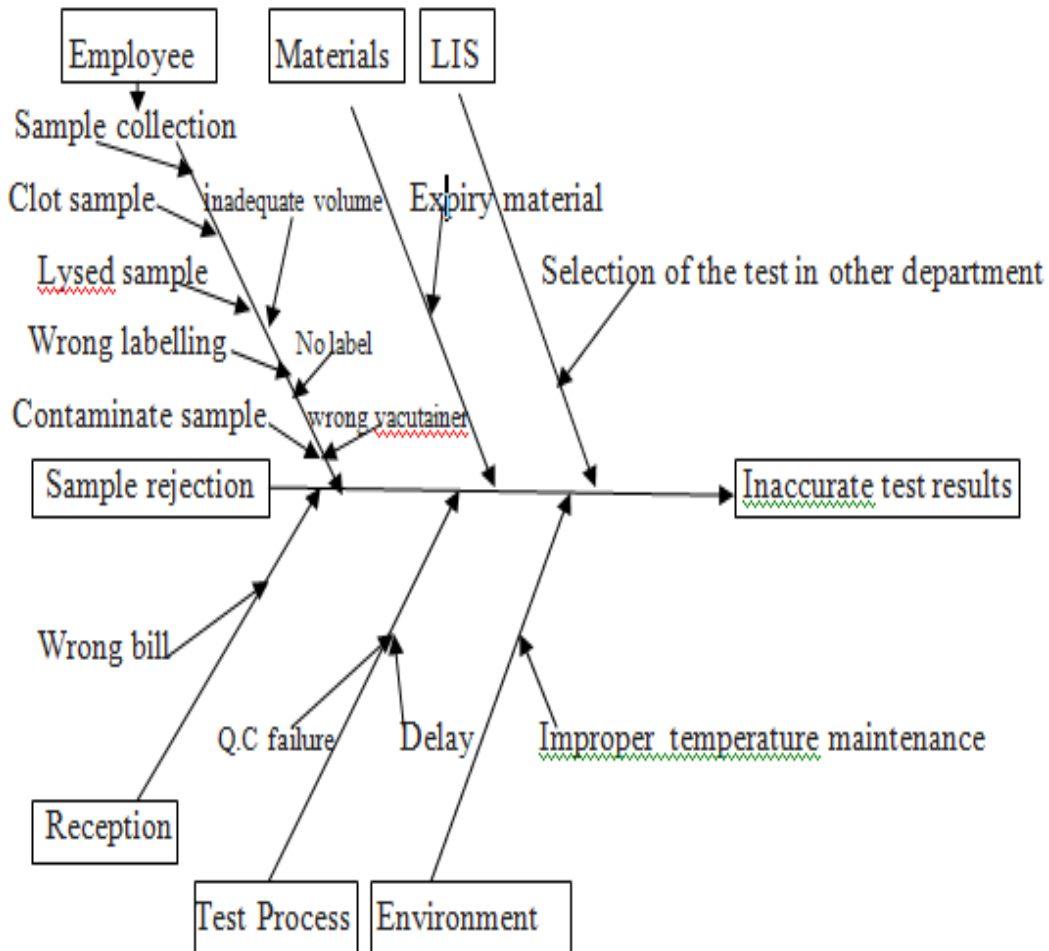 Employee
Materials
LIS
Sample collection
Clot sample
inadequate volume
Expiry material
Lysed sample
Selection of the test in other department
Wrong labelling
No label
Contaminate sample
wrong vacutainer
Sample rejection
Inaccurate test results
Wrong bill
Q.C failure
Delay
Improper temperature maintenance
Reception
Test Process
Environment